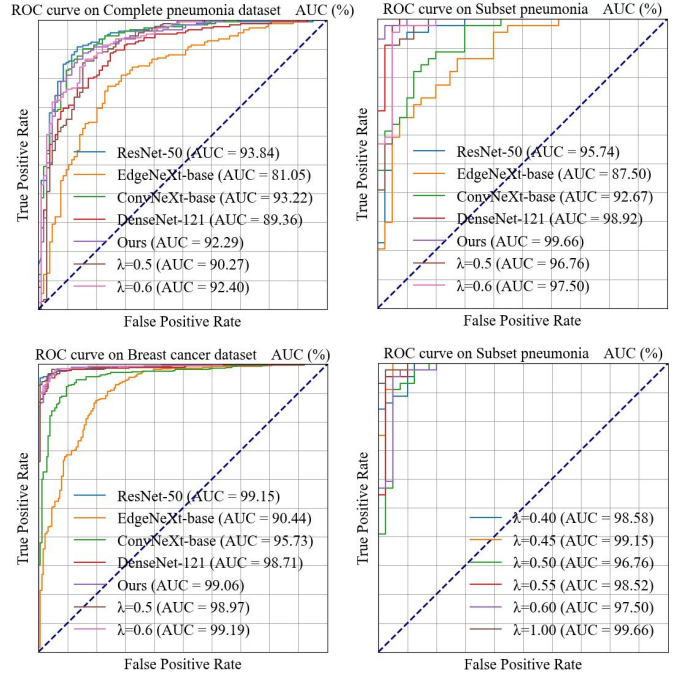 ROC curve on Complete pneumonia dataset AUC (%)
True Positive Rate
ResNet-50 (AUC = 93.84)
EdgeNeXt-base (AUC = 81.05)
ConvNeXt-base (AUC = 93.22)
DenseNet-121 (AUC = 89.36)
Ours (AUC = 92.29)
λ=0.5 (AUC = 90.27)
λ=0.6 (AUC = 92.40)
False Positive Rate
ROC curve on Subset pneumonia AUC (%)
True Positive Rate
ResNet-50 (AUC = 95.74)
EdgeNeXt-base (AUC = 87.50)
ConvNeXt-base (AUC = 92.67)
DenseNet-121 (AUC = 98.92)
Ours (AUC = 99.66)
λ=0.5 (AUC = 96.76)
λ=0.6 (AUC = 97.50)
False Positive Rate
ROC curve on Breast cancer dataset AUC (%)
True Positive Rate
ResNet-50 (AUC = 99.15)
EdgeNeXt-base (AUC = 90.44)
ConvNeXt-base (AUC = 95.73)
DenseNet-121 (AUC = 98.71)
Ours (AUC = 99.06)
λ=0.5 (AUC = 98.97)
λ=0.6 (AUC = 99.19)
False Positive Rate
ROC curve on Subset pneumonia AUC (%)
True Positive Rate
λ=0.40 (AUC = 98.58)
λ=0.45 (AUC = 99.15)
λ=0.50 (AUC = 96.76)
λ=0.55 (AUC = 98.52)
λ=0.60 (AUC = 97.50)
λ=1.00 (AUC = 99.66)
False Positive Rate